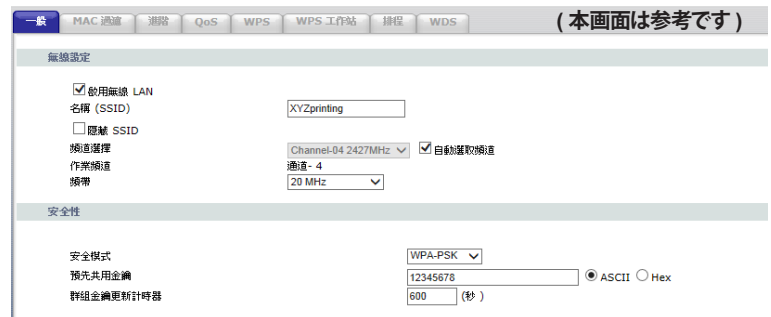 一般 MAC 過濾 進階 QoS WPS WPS 工作站 排程 WDS (本画面は参考です)
無線設定
啟用無線 LAN
名稱 (SSID) XYZprinting
隱藏 SSID
頻道選擇 Channel-04 2427MHz 自動選取頻道
作業頻道 通道- 4
頻帶 20 MHz
安全性
安全模式 WPA-PSK
預先共用金鑰 12345678 ASCII Hex
群組金鑰更新計時器 600 (秒 )